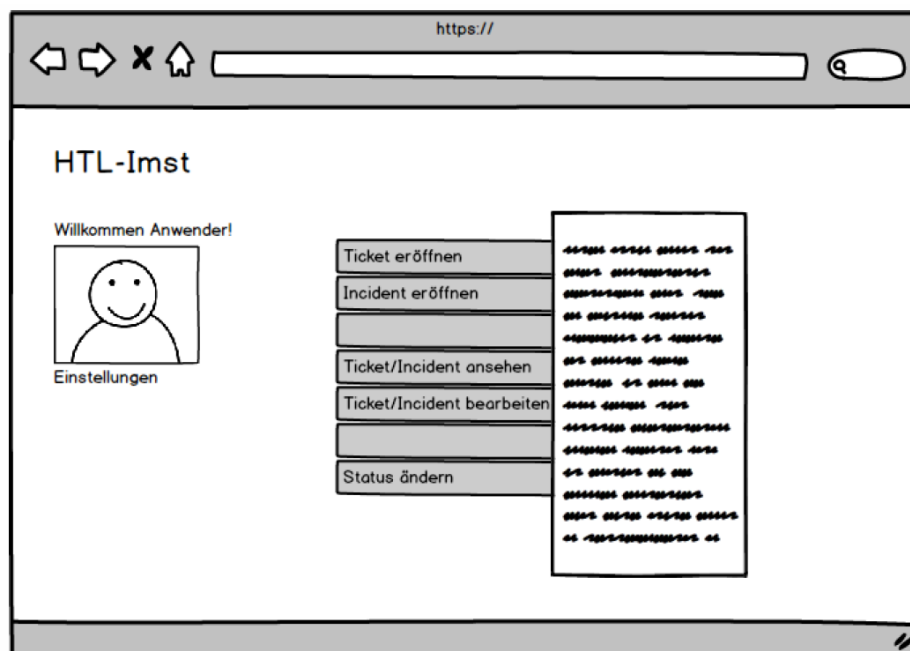 https://
HTL-Imst
Willkommen Anwender!
Einstellungen
Ticket eröffnen
Incident eröffnen
Ticket/Incident ansehen
Ticket/Incident bearbeiten
Status ändern